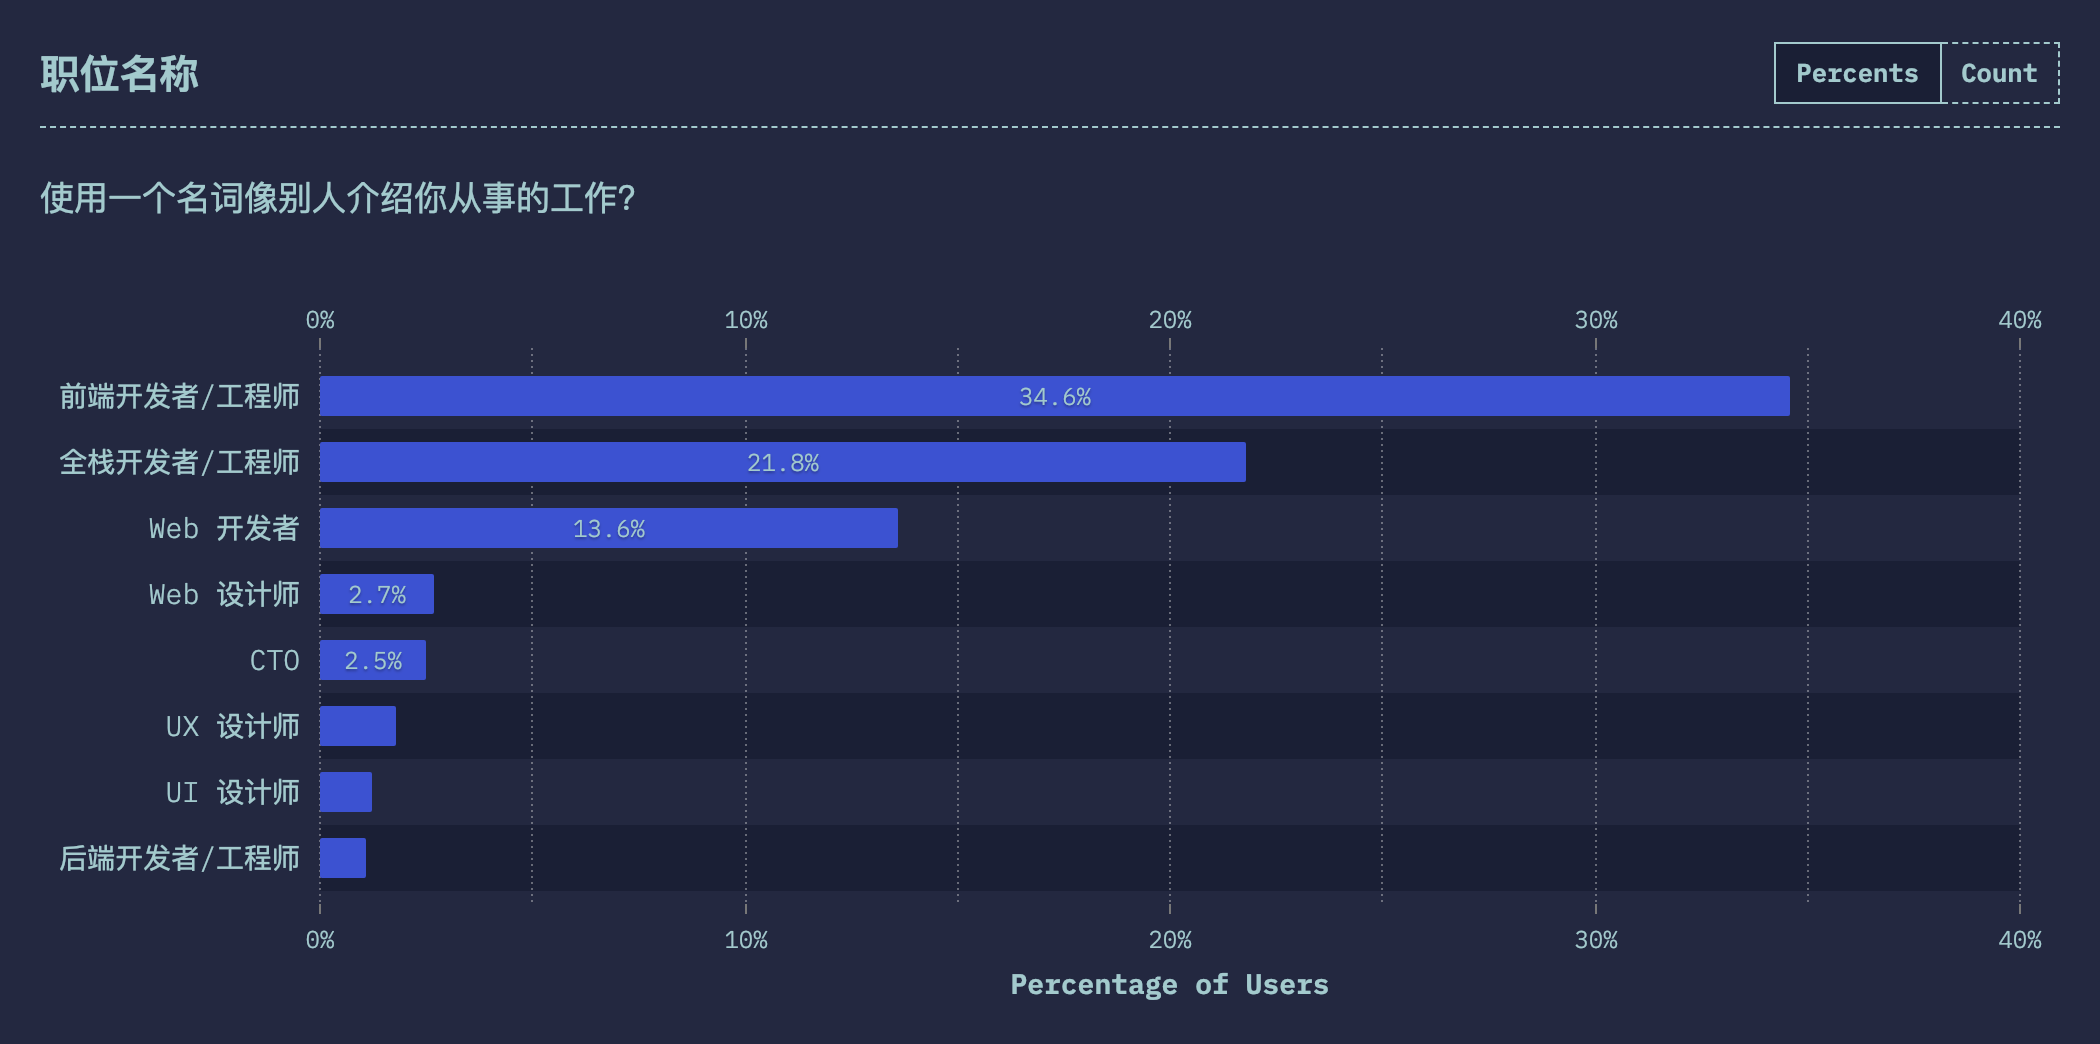 职位名称
Percents Count
使用一个名词像别人介绍你从事的工作?
0% 10% 20% 30% 40%
前端开发者/工程师 34.6%
全栈开发者/工程师 21.8%
Web 开发者 13.6%
Web 设计师 2.7%
CTO 2.5%
UX 设计师
UI 设计师
后端开发者/工程师
0% 10% 20% 30% 40%
Percentage of Users